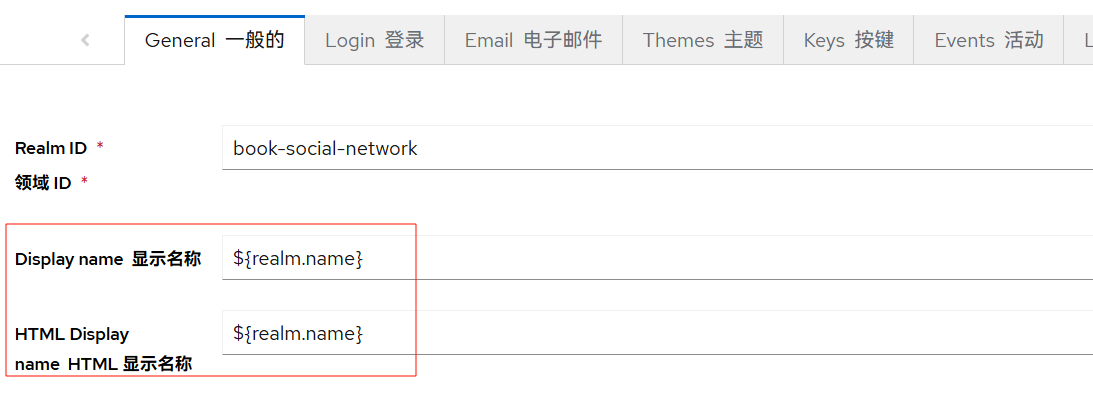 General 一般的 Login 登录 Email 电子邮件 Themes 主题 Keys 按键 Events 活动 L
Realm ID * book-social-network
领域 ID *
Display name 显示名称 ${realm.name}
HTML Display ${realm.name}
name HTML 显示名称